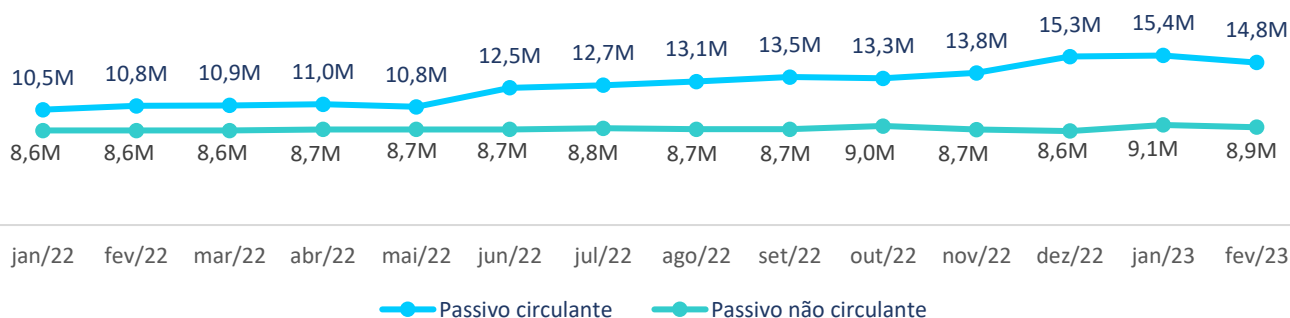 10,5M 10,8M 10,9M 11,0M 10,8M 12,5M 12,7M 13,1M 13,5M 13,3M 13,8M 15,3M 15,4M 14,8M
8,6M 8,6M 8,6M 8,7M 8,7M 8,7M 8,8M 8,7M 8,7M 9,0M 8,7M 8,6M 9,1M 8,9M
jan/22 fev/22 mar/22 abr/22 mai/22 jun/22 jul/22 ago/22 set/22 out/22 nov/22 dez/22 jan/23 fev/23
Passivo circulante Passivo não circulante